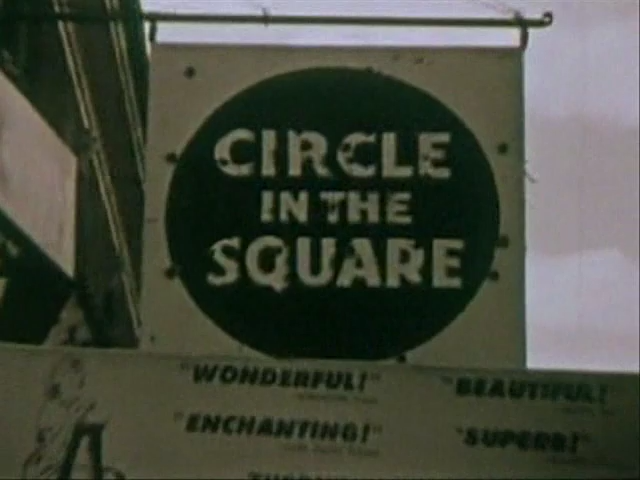 CIRCLE
IN THE
SQUARE
"WONDERFUL!"
"BEAUTIFUL!
"ENCHANTING!"
"SUPERB!"